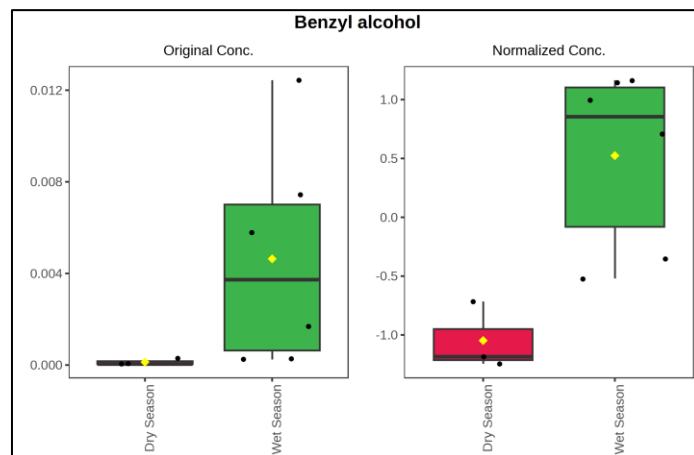 Benzyl alcohol
Original Conc.
Normalized Conc.
0.012
0.008
0.004
0.000
1.0
0.5
0.0
-0.5
-1.0
Dry Season
Wet Season
Dry Season
Wet Season